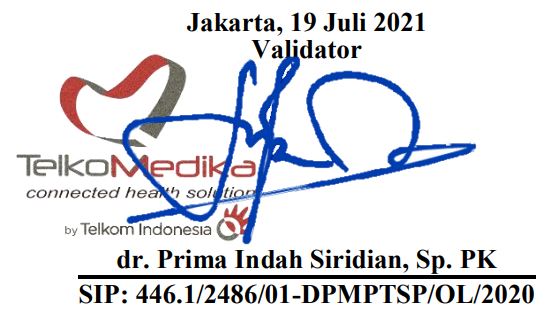 Jakarta, 19 Juli 2021
Validator
TelkoMedika
connected health solution
by Telkom Indonesia
dr. Prima Indah Siridian, Sp. PK
SIP: 446.1/2486/01-DPMPTSP/OL/2020